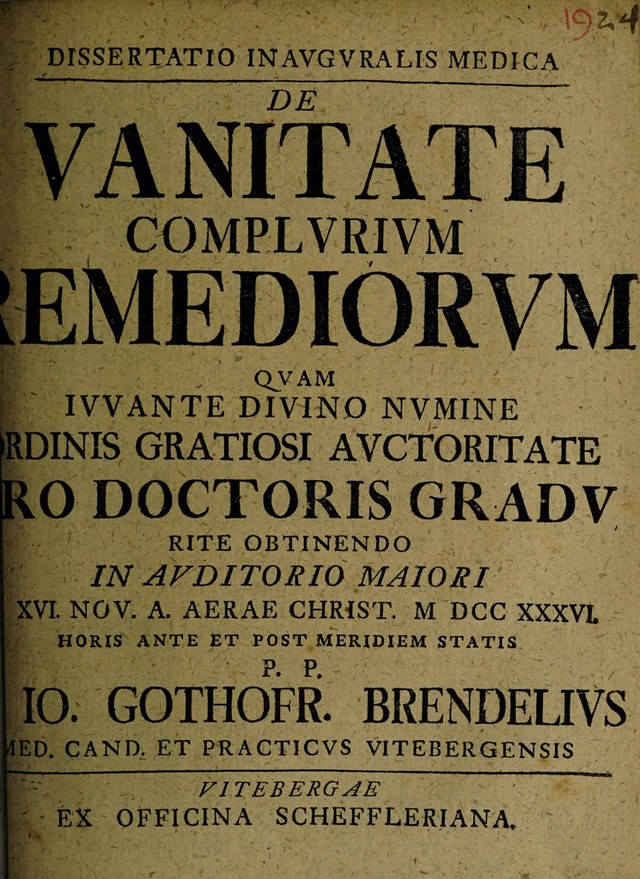 1924
DISSERTATIO INAVGVRALIS MEDICA
DE
VANITATE
COMPLVRIVM
REMEDIORVM
QVAM
IVVANTE DIVINO NVMINE
ORDINIS GRATIOSI AVCTORITATE
RO DOCTORIS GRADV
RITE OBTINENDO
IN AVDITORIO MAIORI
XVI. NOV. A. AERAE CHRIST. M DCC XXXVI.
HORIS ANTE ET POST MERIDIEM STATIS
P. P.
IO. GOTHOFR. BRENDELIVS
MED. CAND. ET PRACTICVS VITEBERGENSIS
VITEBERGAE
EX OFFICINA SCHEFFLERIANA.